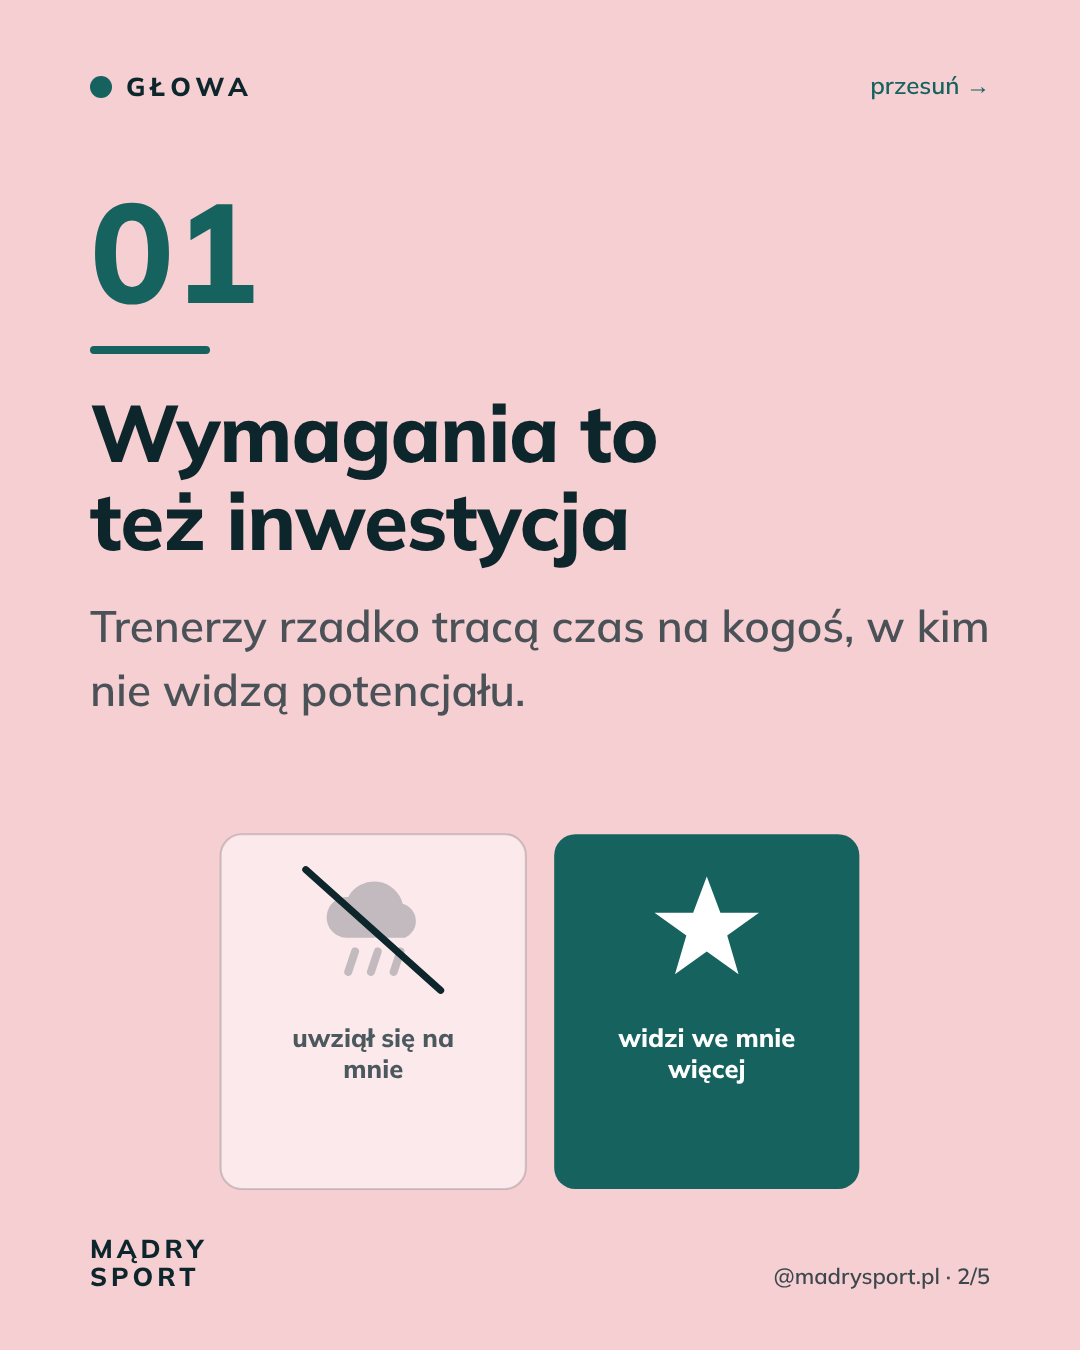 GŁOWA
przesuń →
01
Wymagania to
też inwestycja
Trenerzy rzadko tracą czas na kogoś, w kim
nie widzą potencjału.
uwziął się na
mnie
widzi we mnie
więcej
MĄDRY
SPORT
@madrysport.pl · 2/5